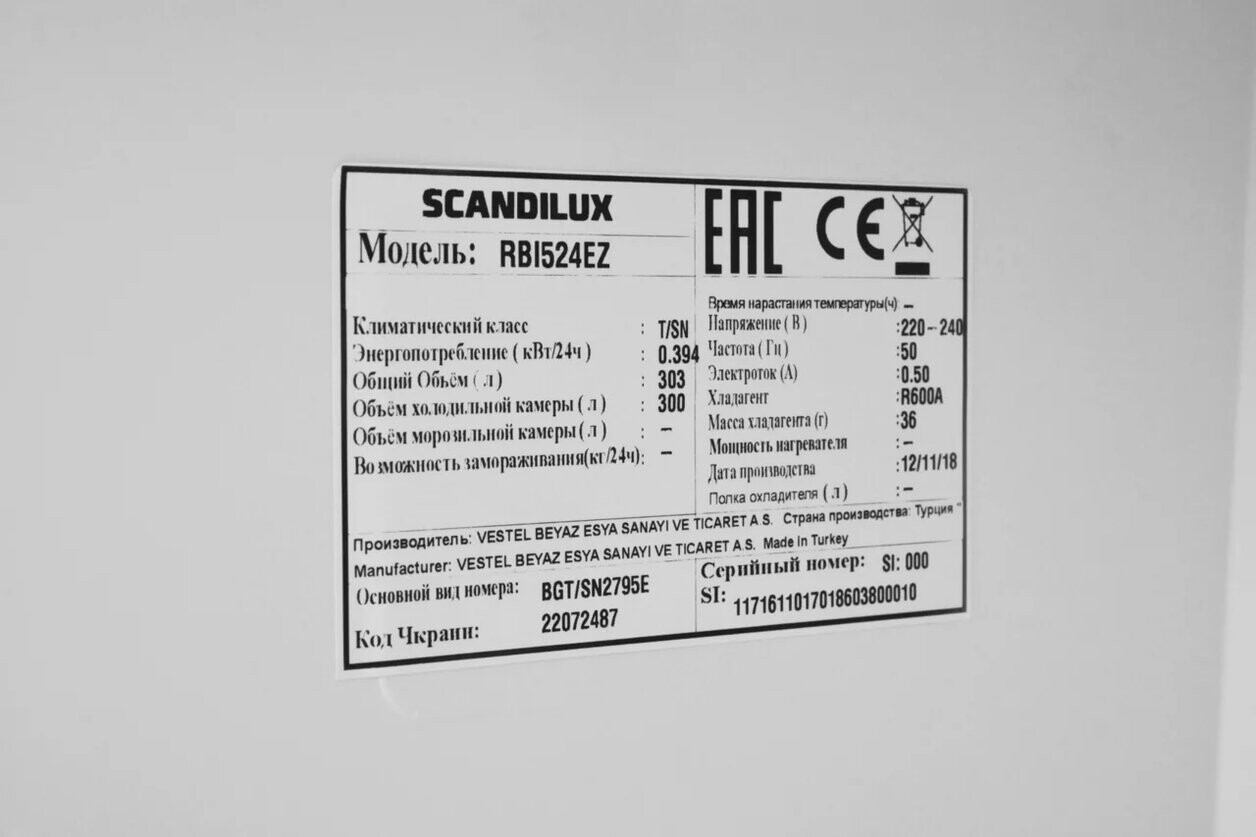 SCANDILUX
Модель: RBI524EZ
EAC CE
Климатический класс : T/SN
Энергопотребление ( кВт/24ч ) : 0.394
Общий Объём ( л ) : 303
Объём холодильной камеры ( л ) : 300
Объём морозильной камеры ( л ) : –
Возможность замораживания(кг/24ч): –
Время нарастания температуры(ч) : –
Напряжение ( В ) :220–240
Частота ( Гц ) :50
Электроток (А) :0.50
Хладагент :R600A
Масса хладагента (г) :36
Мощность нагревателя :–
Дата производства :12/11/18
Полка охладителя ( л ) :–
Производитель: VESTEL BEYAZ ESYA SANAYI VE TICARET A.S. Страна производства: Турция "
Manufacturer: VESTEL BEYAZ ESYA SANAYI VE TICARET A.S. Made in Turkey
Основной вид номера: BGT/SN2795E
Код Чкраин: 22072487
Серийный номер: SI: 000
SI: 1171611017018603800010